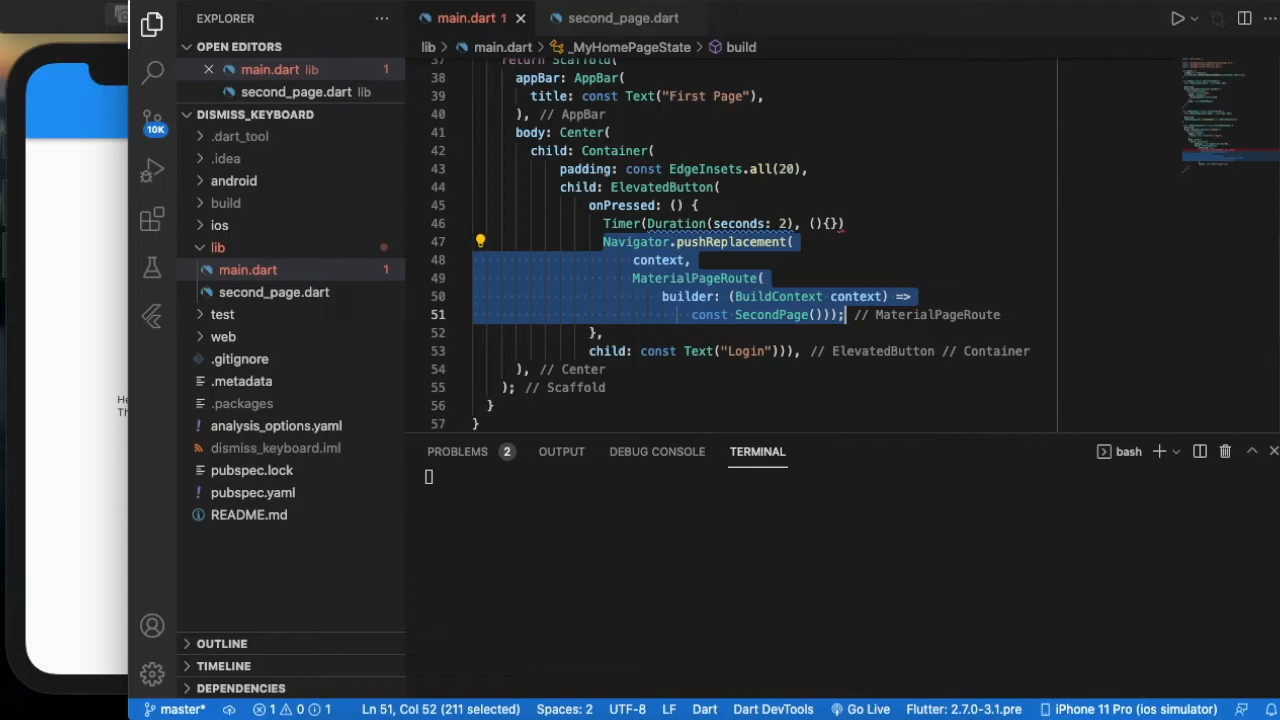 EXPLORER
OPEN EDITORS
main.dart lib 1
second_page.dart lib
DISMISS_KEYBOARD
.dart_tool
.idea
android
build
ios
lib
main.dart 1
second_page.dart
test
web
.gitignore
.metadata
.packages
analysis_options.yaml
dismiss_keyboard.iml
pubspec.lock
pubspec.yaml
README.md
OUTLINE
TIMELINE
DEPENDENCIES
10K
main.dart 1
second_page.dart
lib > main.dart > _MyHomePageState > build
37 return Scaffold(
38 appBar: AppBar(
39 title: const Text("First Page"),
40 ), // AppBar
41 body: Center(
42 child: Container(
43 padding: const EdgeInsets.all(20),
44 child: ElevatedButton(
45 onPressed: () {
46 Timer(Duration(seconds: 2), (){})
47 Navigator.pushReplacement(
48 context,
49 MaterialPageRoute(
50 builder: (BuildContext context) =>
51 const SecondPage())); // MaterialPageRoute
52 },
53 child: const Text("Login"))), // ElevatedButton // Container
54 ), // Center
55 ); // Scaffold
56 }
57 }
PROBLEMS 2 OUTPUT DEBUG CONSOLE TERMINAL
bash
master* 1 0 1
Ln 51, Col 52 (211 selected) Spaces: 2 UTF-8 LF Dart Dart DevTools Go Live Flutter: 2.7.0-3.1.pre iPhone 11 Pro (ios simulator)